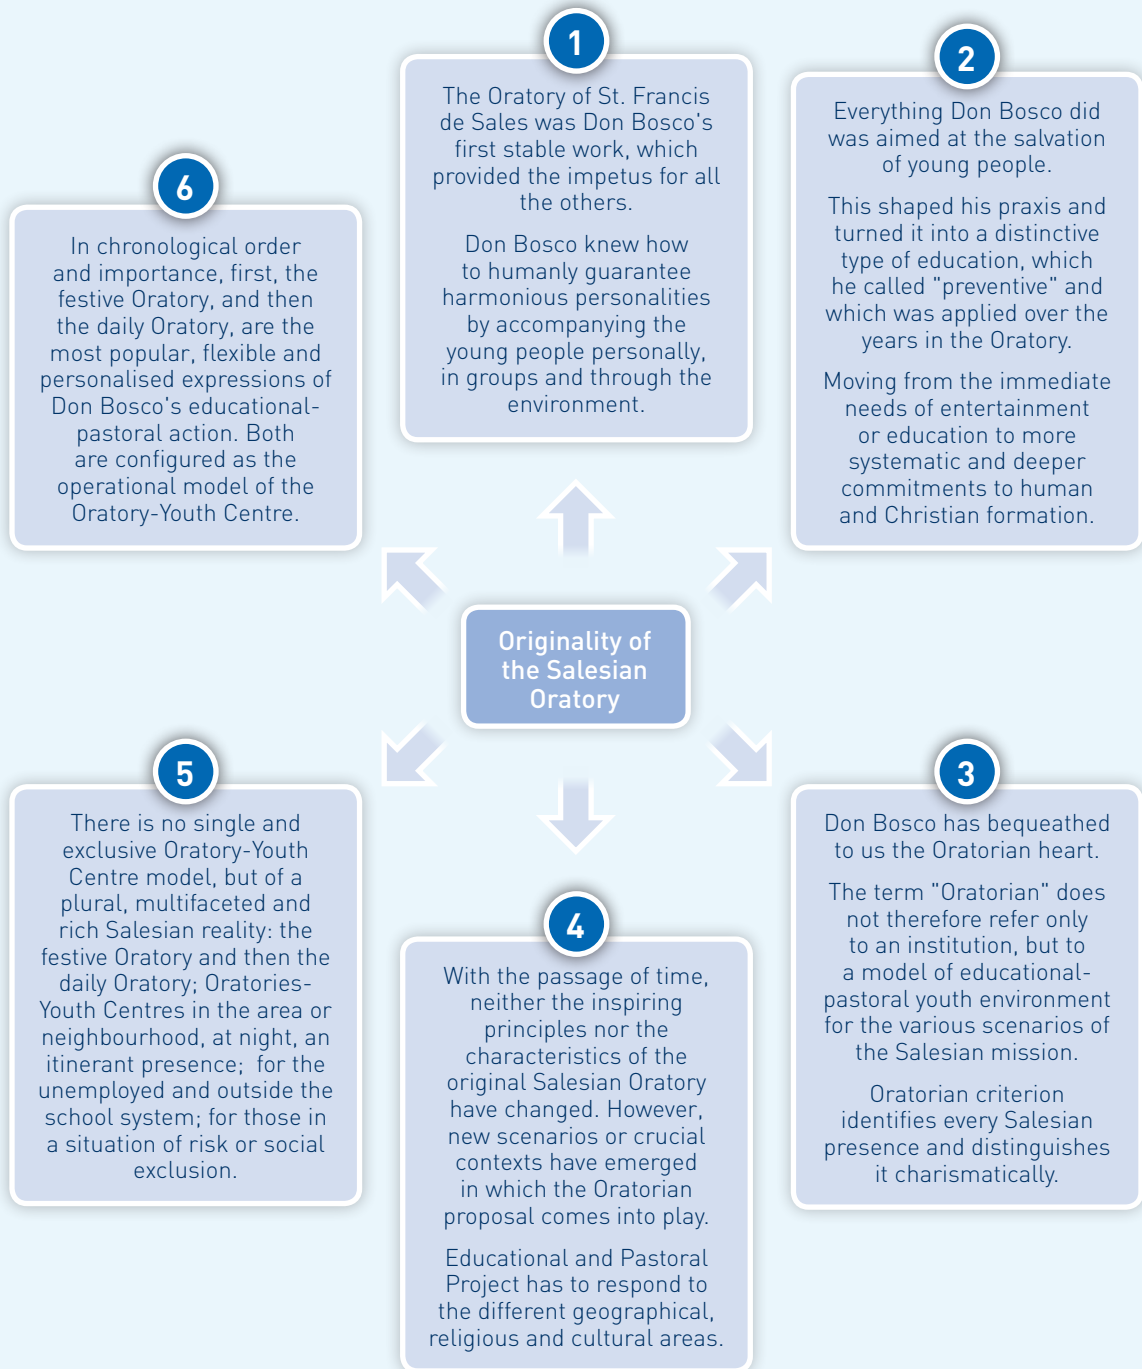 Originality of
the Salesian
Oratory
1
The Oratory of St. Francis
de Sales was Don Bosco's
first stable work, which
provided the impetus for all
the others.
Don Bosco knew how
to humanly guarantee
harmonious personalities
by accompanying the
young people personally,
in groups and through the
environment.
2
Everything Don Bosco did
was aimed at the salvation
of young people.
This shaped his praxis and
turned it into a distinctive
type of education, which
he called "preventive" and
which was applied over the
years in the Oratory.
Moving from the immediate
needs of entertainment
or education to more
systematic and deeper
commitments to human
and Christian formation.
3
Don Bosco has bequeathed
to us the Oratorian heart.
The term "Oratorian" does
not therefore refer only
to an institution, but to
a model of educational-
pastoral youth environment
for the various scenarios of
the Salesian mission.
Oratorian criterion
identifies every Salesian
presence and distinguishes
it charismatically.
4
With the passage of time,
neither the inspiring
principles nor the
characteristics of the
original Salesian Oratory
have changed. However,
new scenarios or crucial
contexts have emerged
in which the Oratorian
proposal comes into play.
Educational and Pastoral
Project has to respond to
the different geographical,
religious and cultural areas.
5
There is no single and
exclusive Oratory-Youth
Centre model, but of a
plural, multifaceted and
rich Salesian reality: the
festive Oratory and then the
daily Oratory; Oratories-
Youth Centres in the area or
neighbourhood, at night, an
itinerant presence; for the
unemployed and outside the
school system; for those in
a situation of risk or social
exclusion.
6
In chronological order
and importance, first, the
festive Oratory, and then
the daily Oratory, are the
most popular, flexible and
personalised expressions of
Don Bosco's educational-
pastoral action. Both
are configured as the
operational model of the
Oratory-Youth Centre.